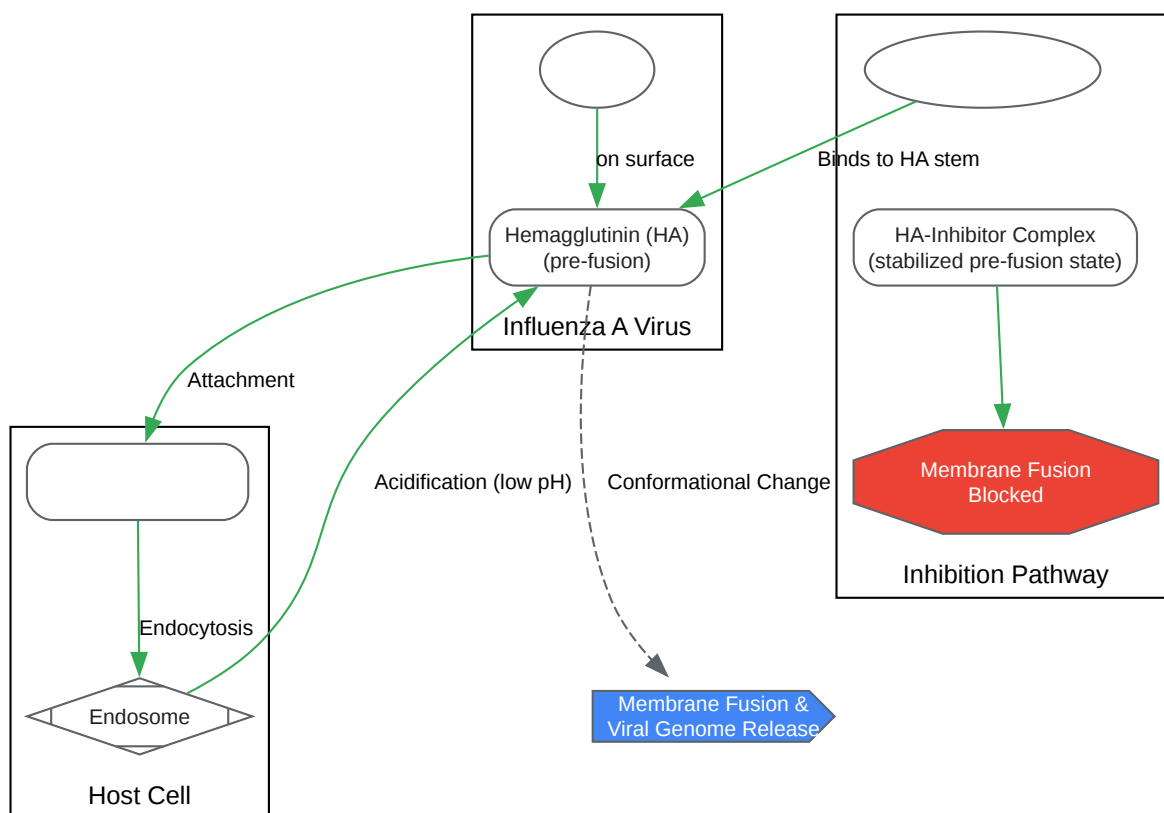 on surface
Binds to HA stem
Hemagglutinin (HA)
(pre-fusion)
HA-Inhibitor Complex
(stabilized pre-fusion state)
Influenza A Virus
Attachment
Acidification (low pH)
Conformational Change
Membrane Fusion
Blocked
Inhibition Pathway
Endocytosis
Endosome
Membrane Fusion &
Viral Genome Release
Host Cell